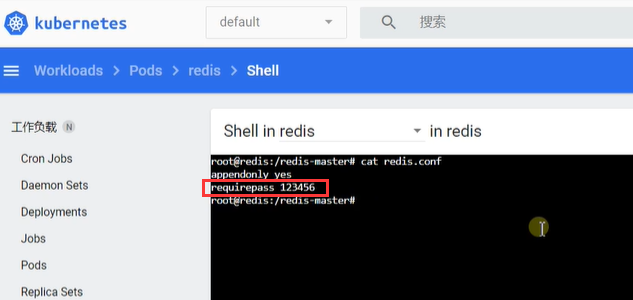 kubernetes
default
搜索
Workloads > Pods > redis > Shell
工作负载 N
Cron Jobs
Daemon Sets
Deployments
Jobs
Pods
Replica Sets
Shell in redis in redis
root@redis:/redis-master# cat redis.conf
appendonly yes
requirepass 123456
root@redis:/redis-master#